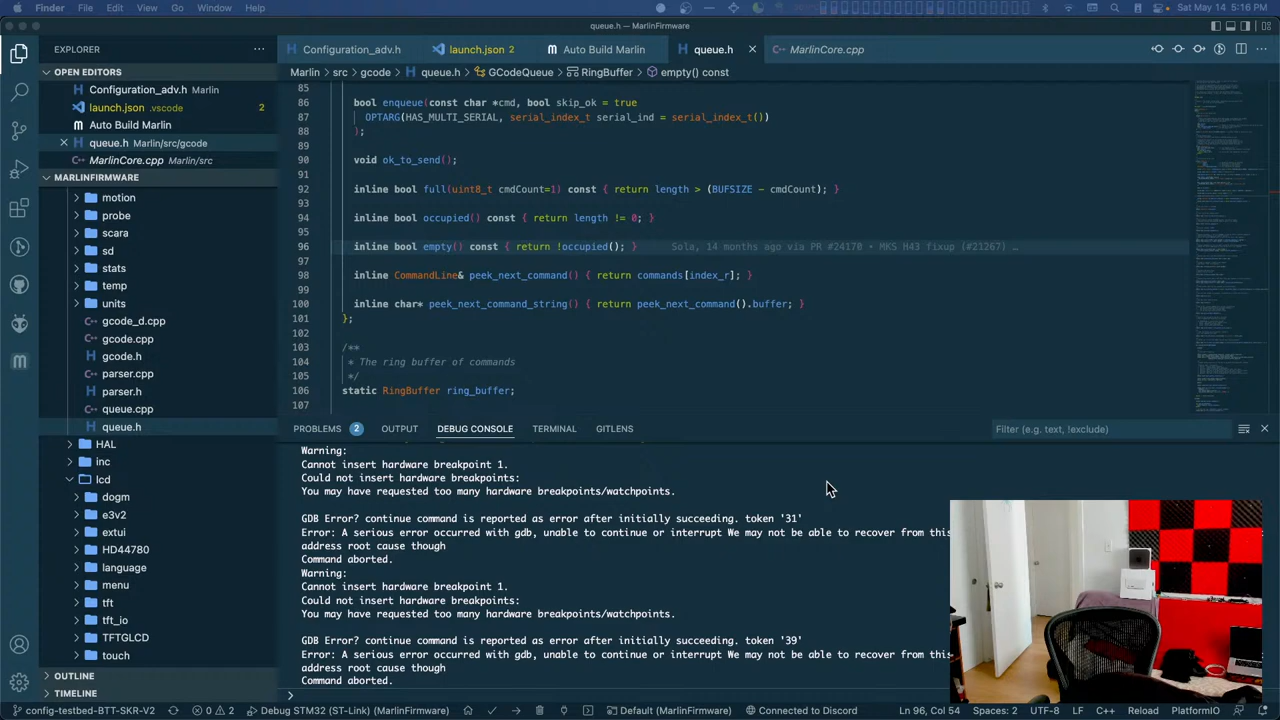 Code File Edit Selection View Go Window Help Sat May 14 5:16 PM
queue.h — MarlinFirmware
EXPLORER
Configuration_adv.h launch.json 2 Auto Build Marlin queue.h MarlinCore.cpp
OPEN EDITORS
Marlin src gcode queue.h GCodeQueue RingBuffer empty() const
Configuration_adv.h Marlin
launch.json .vscode 2
Auto Build Marlin
queue.h Marlin/src/gcode
MarlinCore.cpp Marlin/src
MARLINFIRMWARE
motion
probe
scara
sd
stats
temp
units
gcode_d.cpp
gcode.cpp
gcode.h
parser.cpp
parser.h
queue.cpp
queue.h
HAL
inc
lcd
dogm
e3v2
extui
HD44780
language
menu
tft
tft_io
TFTGLCD
touch
OUTLINE
TIMELINE
85
86 bool enqueue(const char *cmd, bool skip_ok = true
87 OPTARG(HAS_MULTI_SERIAL, serial_index_t serial_ind = serial_index_t())
88 );
89
90 void ok_to_send();
91
92 inline bool full(uint8_t cmdCount=1) const { return length > (BUFSIZE - cmdCount); }
93
94 inline bool occupied() const { return length != 0; }
95
96 inline bool empty() const { return !occupied(); } Sola, 14 months ago via PR #24170 • MKS H43 fixup (#21267) …
97
98 inline CommandLine& peek_next_command() { return commands[index_r]; }
99
100 inline char* peek_next_command_string() { return peek_next_command().buffer; }
101 };
102
103 /**
104 * The ring buffer of commands
105 */
106 static RingBuffer ring_buffer;
107
PROBLEMS 2 OUTPUT DEBUG CONSOLE TERMINAL GITLENS Filter (e.g. text, !exclude)
Warning:
Cannot insert hardware breakpoint 1.
Could not insert hardware breakpoints:
You may have requested too many hardware breakpoints/watchpoints.
GDB Error? continue command is reported as error after initially succeeding. token '31'
Error: A serious error occurred with gdb, unable to continue or interrupt We may not be able to recover from this
address root cause though
Command aborted.
Warning:
Cannot insert hardware breakpoint 1.
Could not insert hardware breakpoints:
You may have requested too many hardware breakpoints/watchpoints.
GDB Error? continue command is reported as error after initially succeeding. token '39'
Error: A serious error occurred with gdb, unable to continue or interrupt We may not be able to recover from this
address root cause though
Command aborted.
config-testbed-BTT-SKR-V2 0 2 Debug STM32 (ST-Link) (MarlinFirmware) Default (MarlinFirmware) Connected to Discord Ln 96, Col 54 Spaces: 2 UTF-8 LF C++ Reload PlatformIO